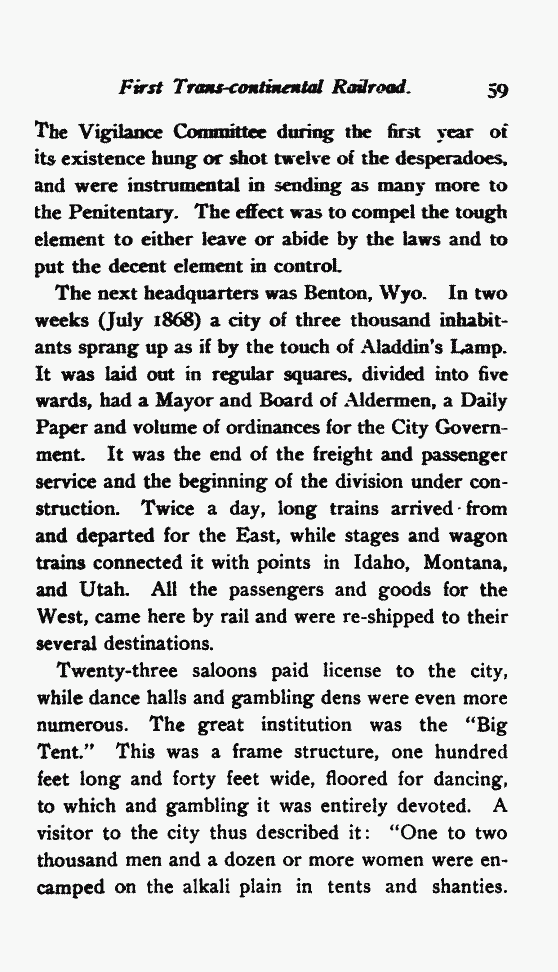 First Trans-continental Railroad. 59
The Vigilance Committee during the first year of
its existence hung or shot twelve of the desperadoes,
and were instrumental in sending as many more to
the Penitentary. The effect was to compel the tough
element to either leave or abide by the laws and to
put the decent element in control.
The next headquarters was Benton, Wyo. In two
weeks (July 1868) a city of three thousand inhabit-
ants sprang up as if by the touch of Aladdin's Lamp.
It was laid out in regular squares, divided into five
wards, had a Mayor and Board of Aldermen, a Daily
Paper and volume of ordinances for the City Govern-
ment. It was the end of the freight and passenger
service and the beginning of the division under con-
struction. Twice a day, long trains arrived from
and departed for the East, while stages and wagon
trains connected it with points in Idaho, Montana,
and Utah. All the passengers and goods for the
West, came here by rail and were re-shipped to their
several destinations.
Twenty-three saloons paid license to the city,
while dance halls and gambling dens were even more
numerous. The great institution was the "Big
Tent." This was a frame structure, one hundred
feet long and forty feet wide, floored for dancing,
to which and gambling it was entirely devoted. A
visitor to the city thus described it: "One to two
thousand men and a dozen or more women were en-
camped on the alkali plain in tents and shanties.